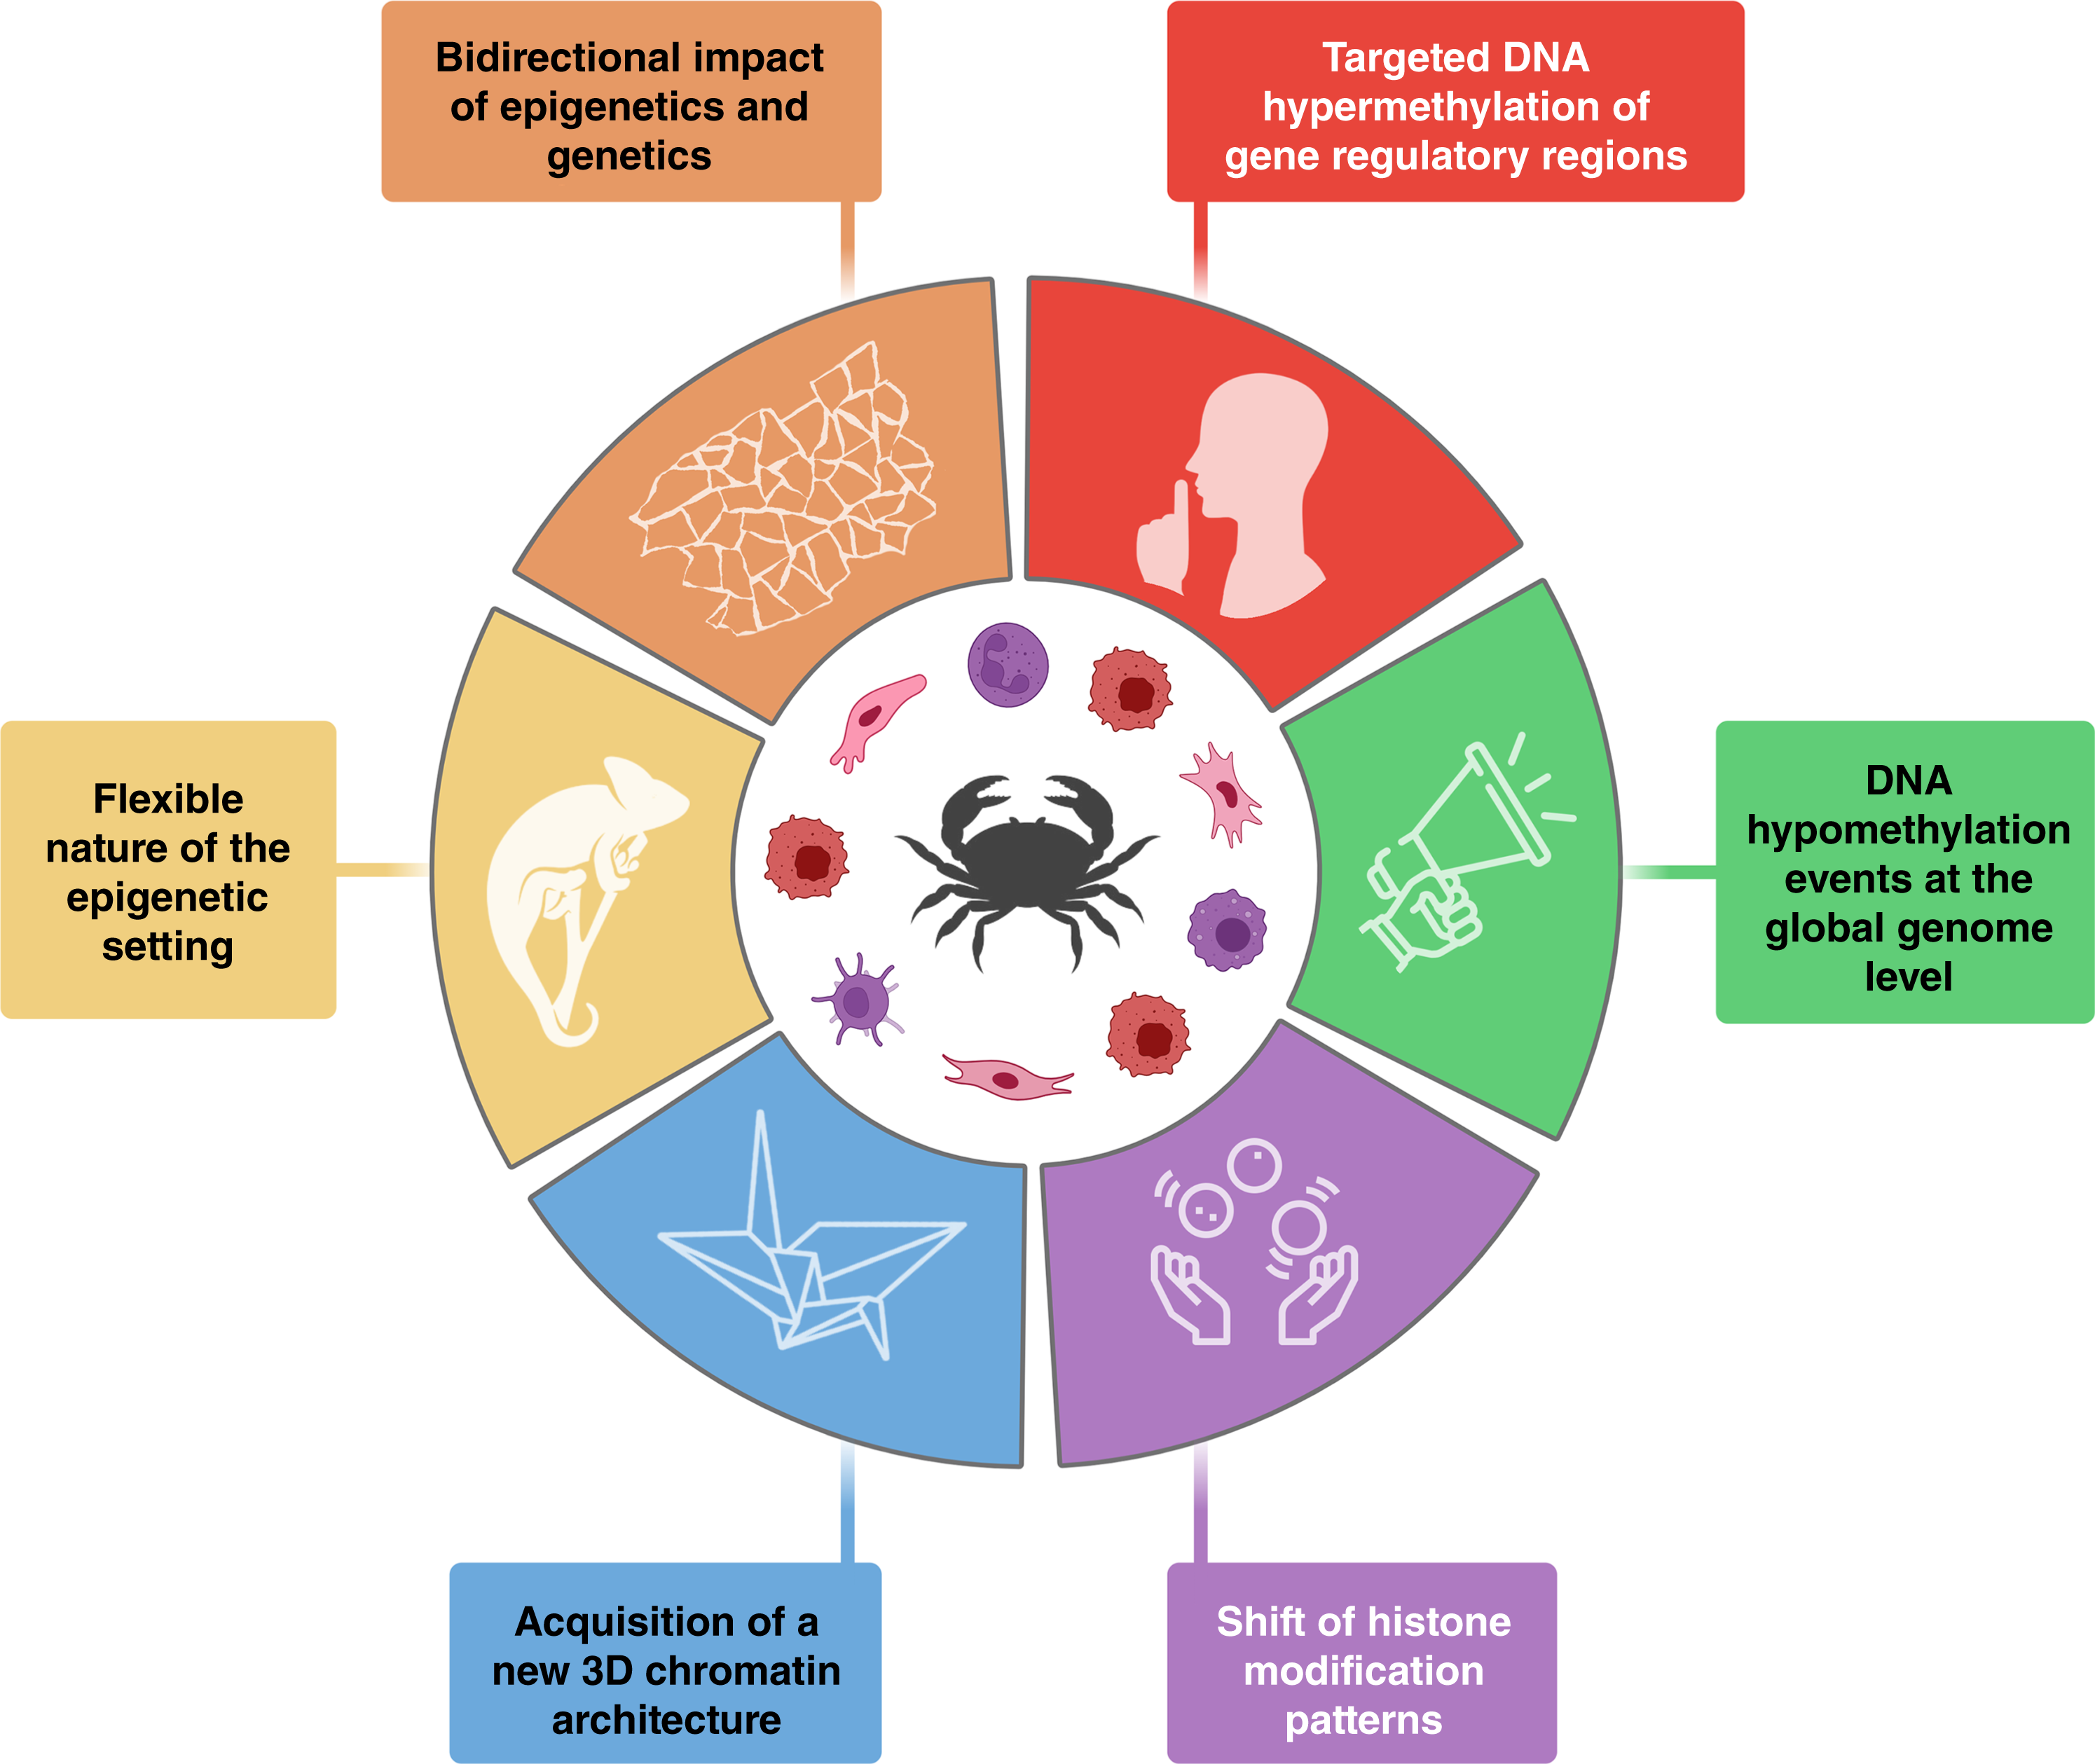 Bidirectional impact
of epigenetics and
genetics
Targeted DNA
hypermethylation of
gene regulatory regions
Flexible
nature of the
epigenetic
setting
DNA
hypomethylation
events at the
global genome
level
Acquisition of a
new 3D chromatin
architecture
Shift of histone
modification
patterns